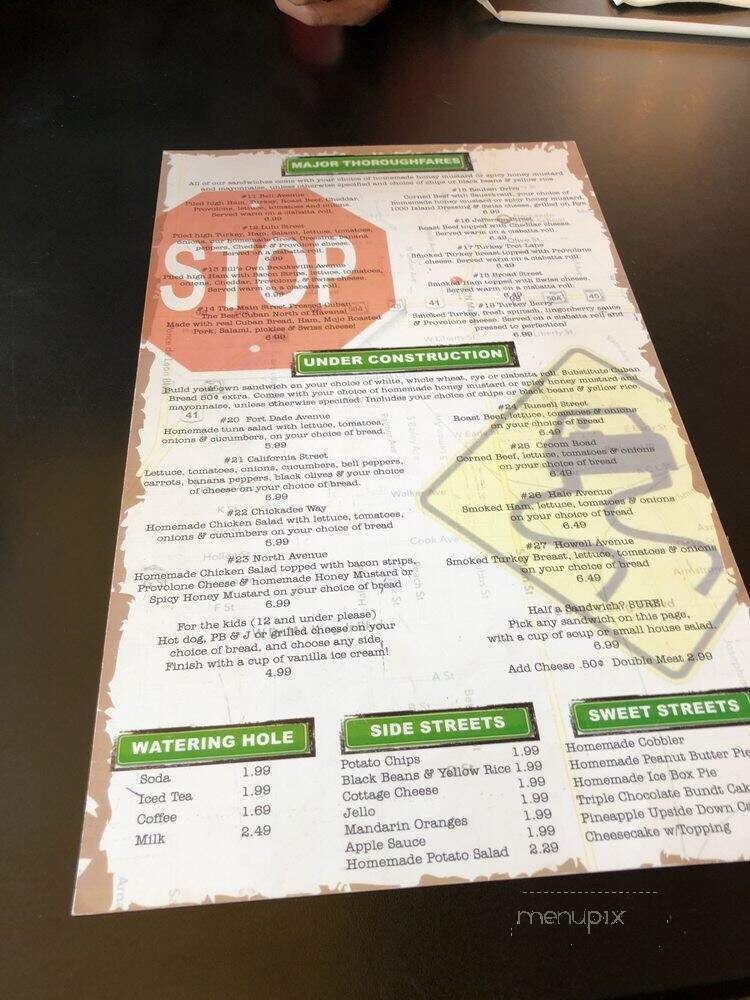 MAJOR THOROUGHFARES
All of our sandwiches come with your choice of homemade honey mustard or spicy honey mustard
and mayonnaise, unless otherwise specified and choice of chips or black beans & yellow rice
#11 Bell Avenue
Piled high Ham, Turkey, Roast Beef, Cheddar,
Provolone, lettuce, tomatoes and onions.
Served warm on a ciabatta roll.
6.99
#12 Lulu Street
Piled high Turkey, Ham, Salami, lettuce, tomatoes,
onions, our homemade Greek Dressing, banana
peppers, Cheddar & Provolone cheese.
Served warm on a ciabatta roll.
6.99
#13 Bill's Own Brooksville Avenue
Piled high Ham with Bacon Strips, lettuce, tomatoes,
onions, Cheddar, Provolone cheese.
Served warm on a ciabatta roll.
6.99
#14 The Main Street Pressed Cuban
The Best Cuban North of Havana!
Made with real Cuban Bread, Ham, Mojo Roasted
Pork, Salami, pickles & Swiss cheese!
6.99
STOP
#15 Saulter Drive
Corned Beef with Sauerkraut, your choice of
homemade honey mustard or spicy honey mustard,
1000 Island Dressing & Swiss cheese, grilled on Rye
6.99
#16 Jefferson Street
Roast Beef topped with Cheddar cheese.
Served warm on a ciabatta roll.
6.49
#17 Turkey Trot Lane
Smoked Turkey breast topped with Provolone
cheese. Served warm on a ciabatta roll.
6.49
#18 Broad Street
Smoked Ham topped with Swiss cheese.
Served warm on a ciabatta roll.
6.49
#19 Turkey Berry
Smoked Turkey, fresh spinach, lingonberry sauce
& Provolone cheese. Served on a ciabatta roll and
pressed to perfection!
6.99
Olive St
41
50A
45
W Liberty St
UNDER CONSTRUCTION
Build your own sandwich on your choice of white, whole wheat, rye or ciabatta roll. Substitute Cuban
Bread 50¢ extra. Comes with your choice of homemade honey mustard or spicy honey mustard and
mayonnaise, unless otherwise specified. Includes your choice of chips or black beans & yellow rice
41
#20 Fort Dade Avenue
Homemade tuna salad with lettuce, tomatoes,
onions & cucumbers, on your choice of bread.
5.99
#21 California Street
Lettuce, tomatoes, onions, cucumbers, bell peppers,
carrots, banana peppers, black olives & your choice
of cheese on your choice of bread.
5.99
#22 Chickadee Way
Homemade Chicken Salad with lettuce, tomatoes,
onions & cucumbers on your choice of bread
5.99
#23 North Avenue
Homemade Chicken Salad topped with bacon strips,
Provolone Cheese & homemade Honey Mustard or
Spicy Honey Mustard on your choice of bread
6.99
F St
For the kids (12 and under please)
Hot dog, PB & J or grilled cheese on your
choice of bread, and choose any side,
Finish with a cup of vanilla ice cream!
4.99
#24 Russell Street
Roast Beef, lettuce, tomatoes & onions
on your choice of bread
6.49
#25 Croom Road
Corned Beef, lettuce, tomatoes & onions
on your choice of bread
6.49
#26 Hale Avenue
Smoked Ham, lettuce, tomatoes & onions
on your choice of bread
6.49
Cook Ave
#27 Howell Avenue
Smoked Turkey Breast, lettuce, tomatoes & onions
on your choice of bread
6.49
Half a Sandwich? SURE!
Pick any sandwich on this page,
with a cup of soup or small house salad.
6.99
Add Cheese .50¢ Double Meat 2.99
A St
B St
WATERING HOLE
Soda 1.99
Iced Tea 1.99
Coffee 1.69
Milk 2.49
SIDE STREETS
Potato Chips 1.99
Black Beans & Yellow Rice 1.99
Cottage Cheese 1.99
Jello 1.99
Mandarin Oranges 1.99
Apple Sauce 1.99
Homemade Potato Salad 2.29
SWEET STREETS
Homemade Cobbler
Homemade Peanut Butter Pie
Homemade Ice Box Pie
Triple Chocolate Bundt Cak
Pineapple Upside Down Ca
Cheesecake w/Topping
menupix